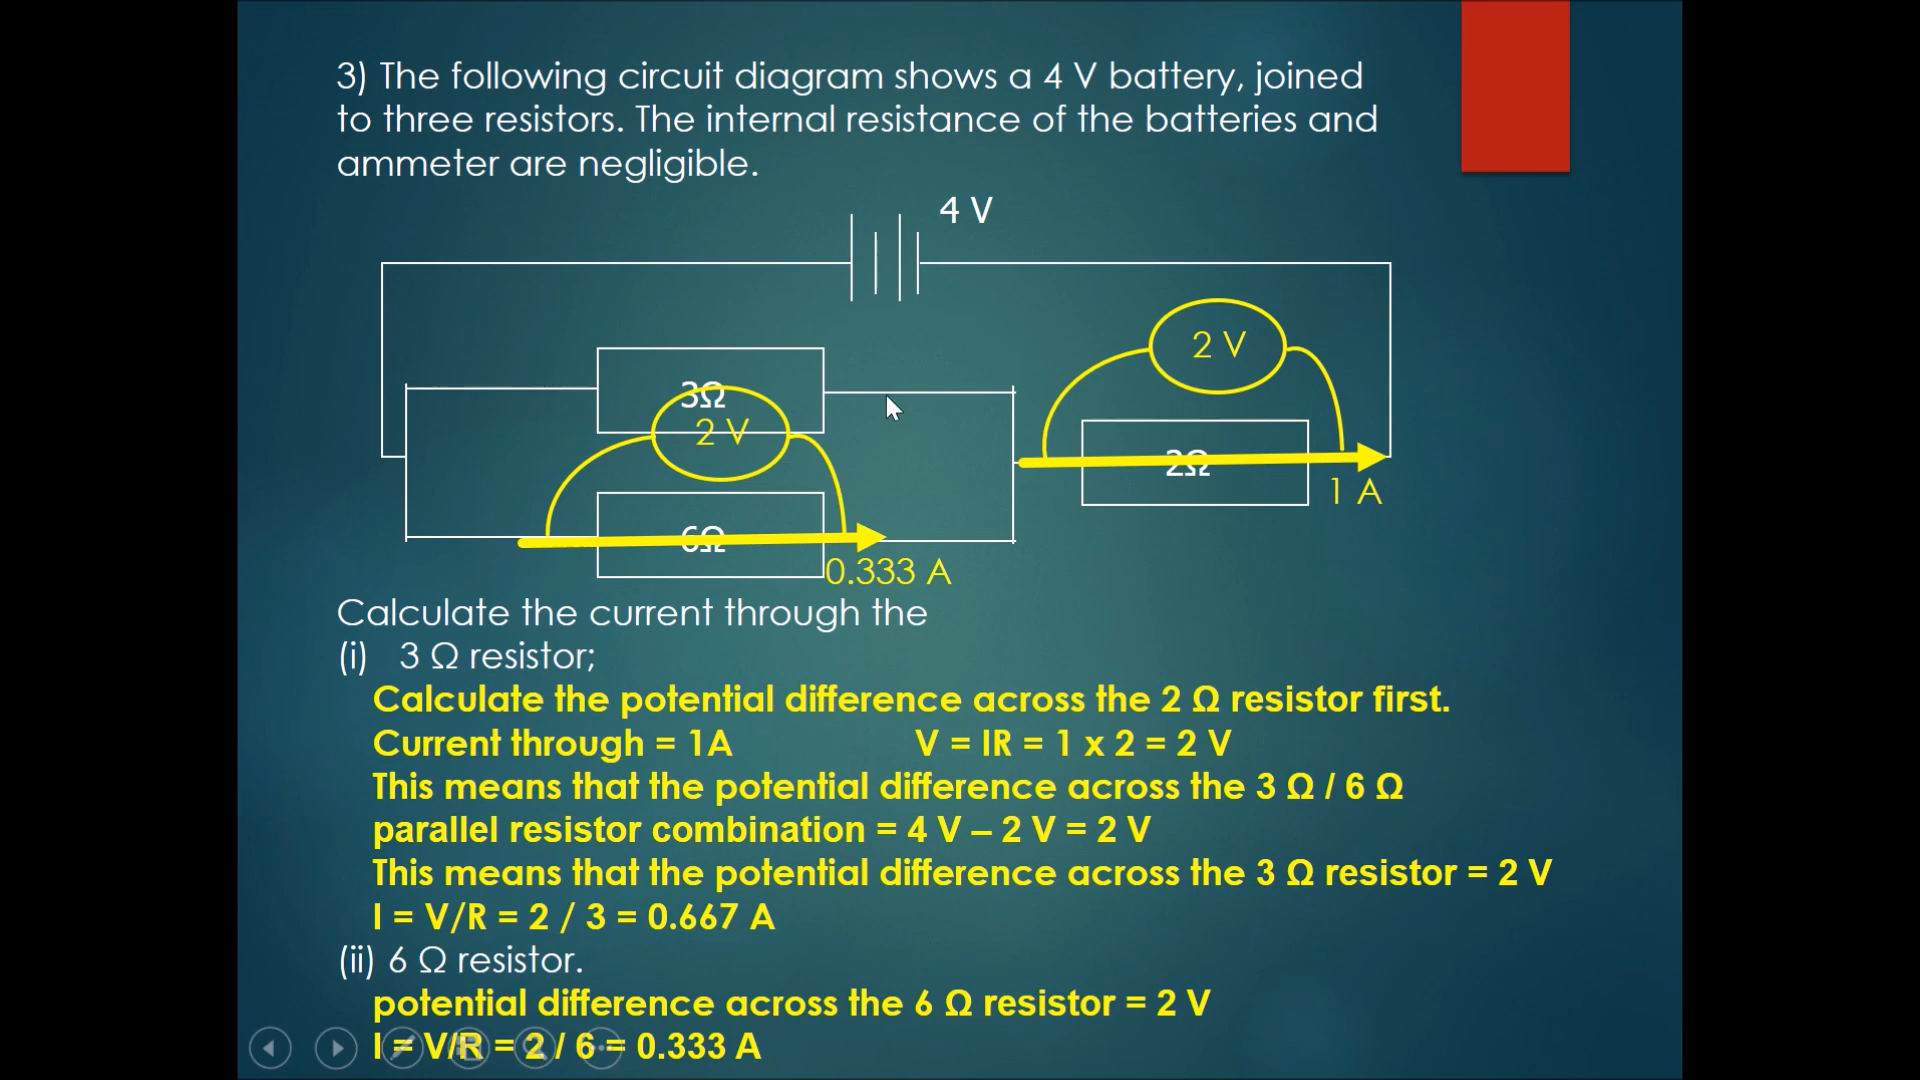 3) The following circuit diagram shows a 4 V battery, joined
to three resistors. The internal resistance of the batteries and
ammeter are negligible.
4 V
2 V
3Ω
2 V
2Ω
1 A
6Ω
0.333 A
Calculate the current through the
(i) 3 Ω resistor;
Calculate the potential difference across the 2 Ω resistor first.
Current through = 1A V = IR = 1 x 2 = 2 V
This means that the potential difference across the 3 Ω / 6 Ω
parallel resistor combination = 4 V – 2 V = 2 V
This means that the potential difference across the 3 Ω resistor = 2 V
I = V/R = 2 / 3 = 0.667 A
(ii) 6 Ω resistor.
potential difference across the 6 Ω resistor = 2 V
I = V/R = 2 / 6 = 0.333 A